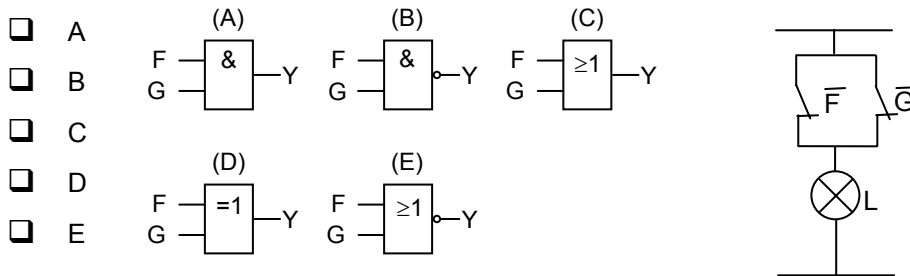 A
B
C
D
E
(A) (B) (C)
F & Y
G
F & Y
G
F ≥1 Y
G
(D) (E)
F =1 Y
G
F ≥1 Y
G
F̅ G̅
L